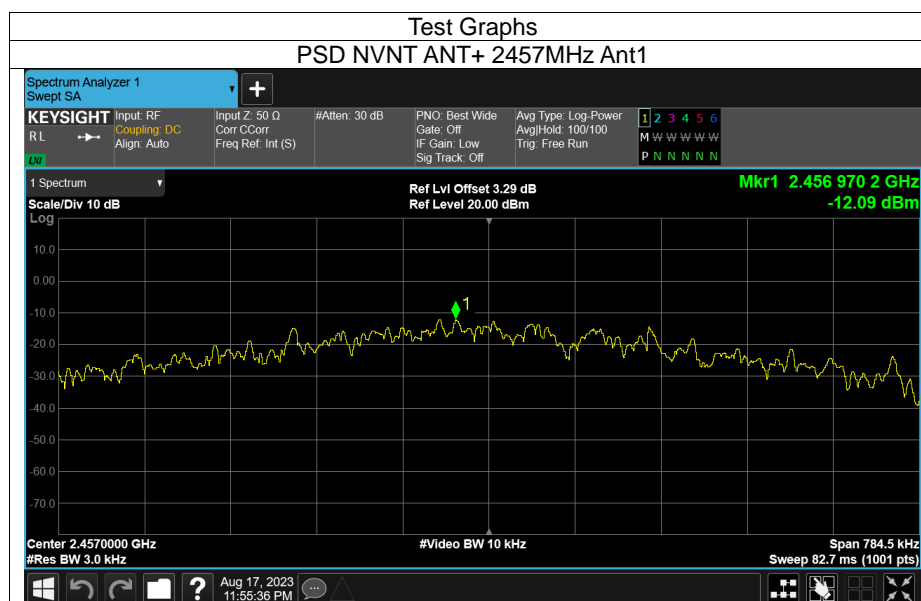 Test Graphs
PSD NVNT ANT+ 2457MHz Ant1
Spectrum Analyzer 1
Swept SA
+
KEYSIGHT
R L
LXI
Input: RF
Coupling: DC
Align: Auto
Input Z: 50 Ω
Corr CCorr
Freq Ref: Int (S)
#Atten: 30 dB
PNO: Best Wide
Gate: Off
IF Gain: Low
Sig Track: Off
Avg Type: Log-Power
Avg|Hold: 100/100
Trig: Free Run
1 2 3 4 5 6
M W W W W W
P N N N N N
1 Spectrum
Scale/Div 10 dB
Log
Ref Lvl Offset 3.29 dB
Ref Level 20.00 dBm
Mkr1 2.456 970 2 GHz
-12.09 dBm
10.0
0.00
-10.0
-20.0
-30.0
-40.0
-50.0
-60.0
-70.0
1
Center 2.4570000 GHz
#Res BW 3.0 kHz
#Video BW 10 kHz
Span 784.5 kHz
Sweep 82.7 ms (1001 pts)
?
Aug 17, 2023
11:55:36 PM